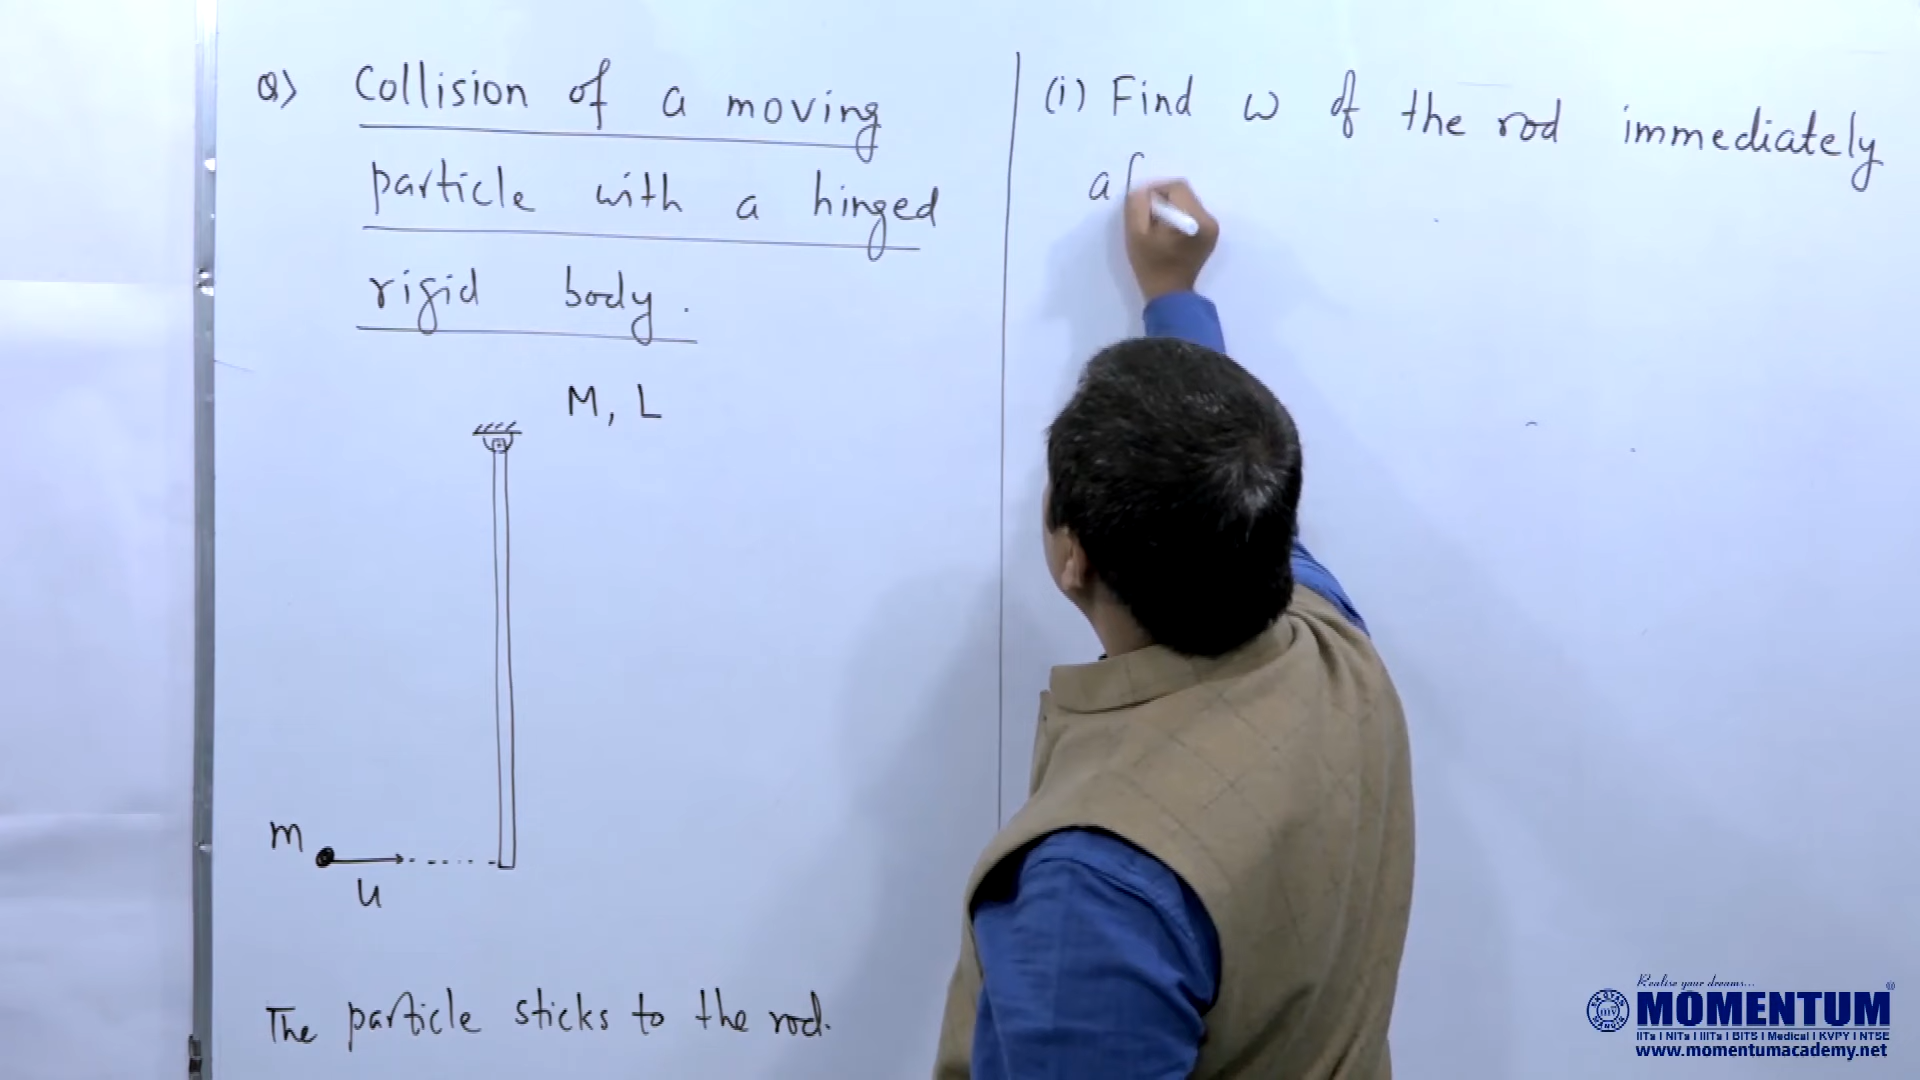 Q> Collision of a moving
particle with a hinged
rigid body.
M, L
m
u
The particle sticks to the rod.
(i) Find ω of the rod immediately
af
Realise your dreams...
MOMENTUM
IITs | NITs | IIITs | BITS | Medical | KVPY | NTSE
www.momentumacademy.net